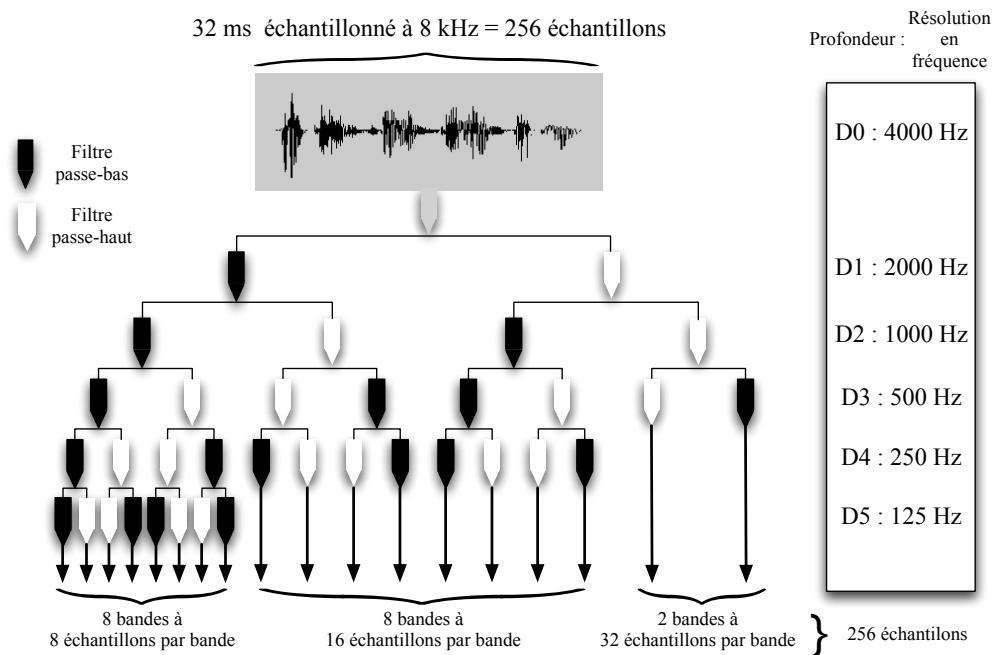 32 ms échantillonné à 8 kHz = 256 échantillons
Profondeur :
Résolution
en
fréquence
Filtre
passe-bas
Filtre
passe-haut
D0 : 4000 Hz
D1 : 2000 Hz
D2 : 1000 Hz
D3 : 500 Hz
D4 : 250 Hz
D5 : 125 Hz
8 bandes à
8 échantillons par bande
8 bandes à
16 échantillons par bande
2 bandes à
32 échantillons par bande
256 échantilons